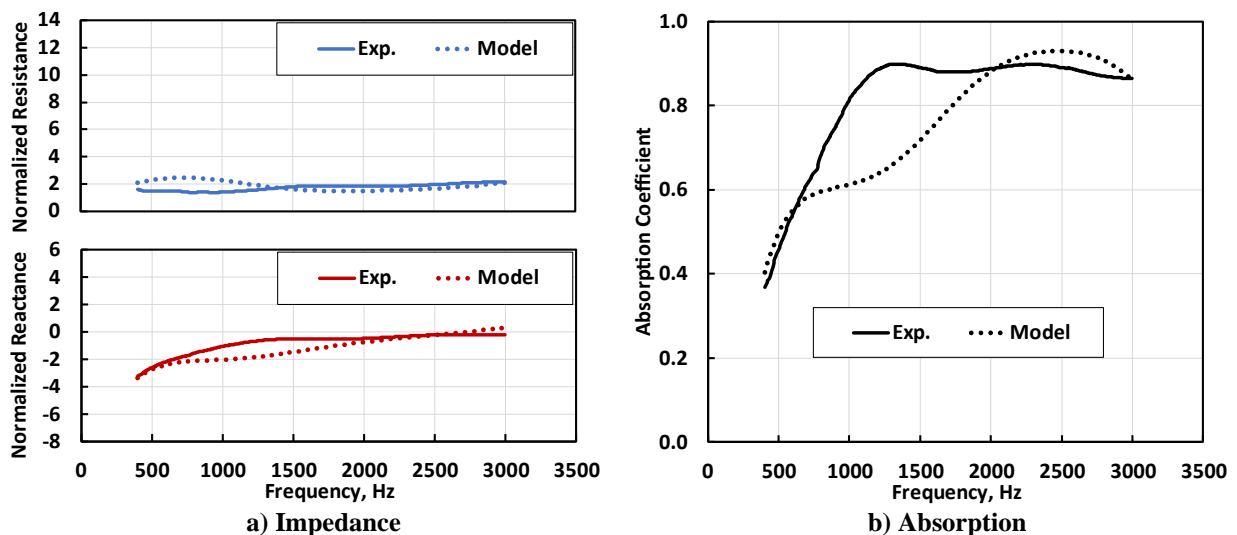 Normalized Resistance
14
12
10
8
6
4
2
0
Exp.
Model
Normalized Reactance
6
4
2
0
-2
-4
-6
-8
Exp.
Model
0 500 1000 1500 2000 2500 3000 3500
Frequency, Hz
a) Impedance
Absorption Coefficient
1.0
0.8
0.6
0.4
0.2
0.0
Exp.
Model
0 500 1000 1500 2000 2500 3000 3500
Frequency, Hz
b) Absorption